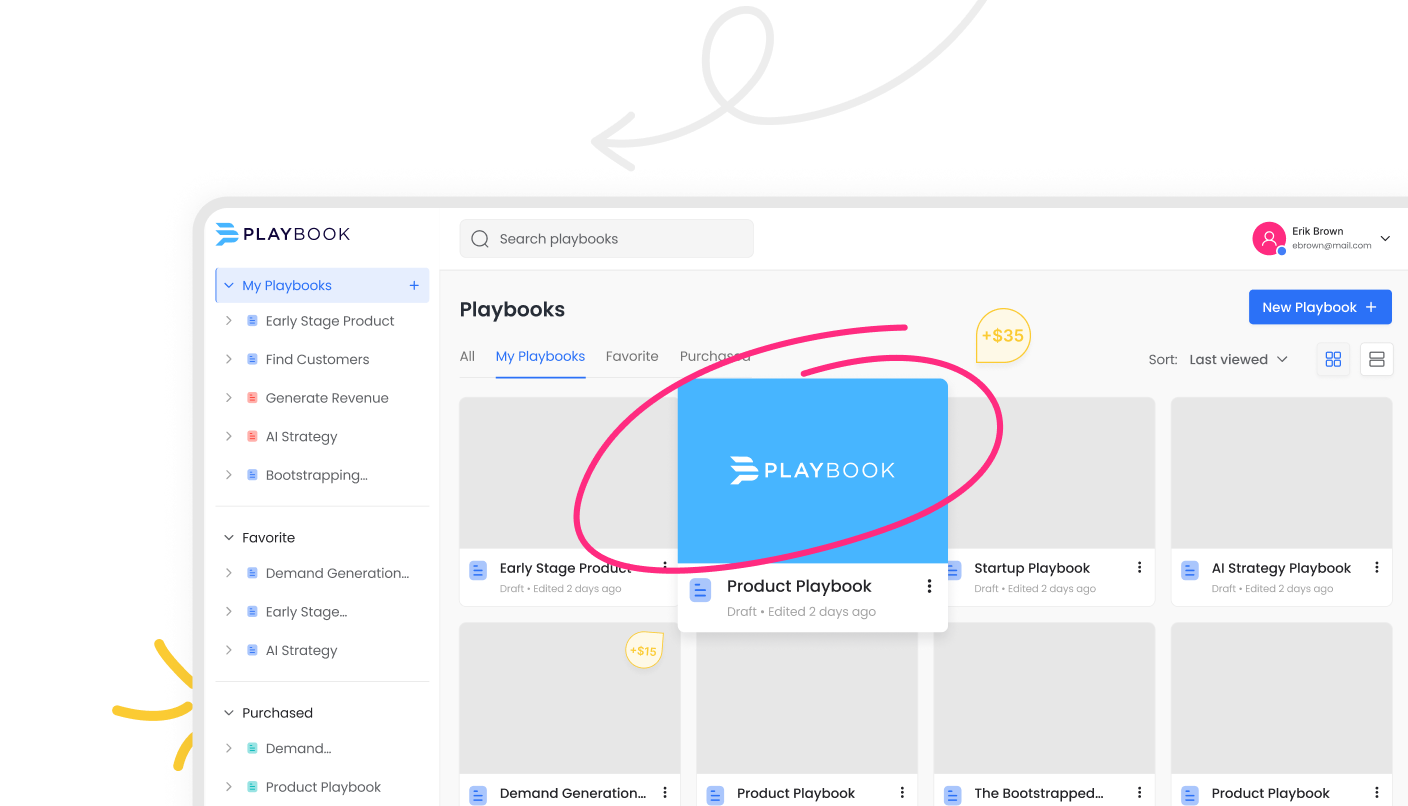 PLAYBOOK
Search playbooks
Erik Brown
ebrown@mail.com
My Playbooks +
Early Stage Product
Find Customers
Generate Revenue
AI Strategy
Bootstrapping...
Favorite
Demand Generation...
Early Stage...
AI Strategy
Purchased
Demand...
Product Playbook
Playbooks
New Playbook +
All My Playbooks Favorite Purchased
+$35
Sort: Last viewed
PLAYBOOK
Early Stage Product
Draft • Edited 2 days ago
Product Playbook
Draft • Edited 2 days ago
Startup Playbook
Draft • Edited 2 days ago
AI Strategy Playbook
Draft • Edited 2 days ago
+$15
Demand Generation...
Product Playbook
The Bootstrapped...
Product Playbook